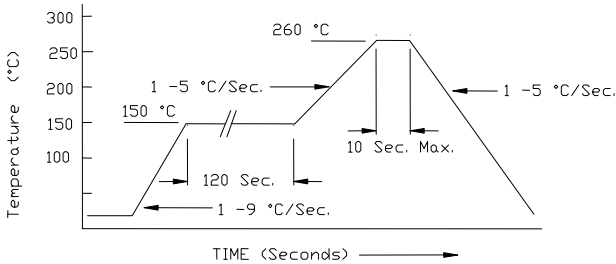 300
260 °C
250
250
1 -5 °C/Sec.
200
1 -5 °C/Sec.
150 °C
150
10 Sec. Max.
100
120 Sec.
1 -9 °C/Sec.
Temperature (°C)
TIME (Seconds)